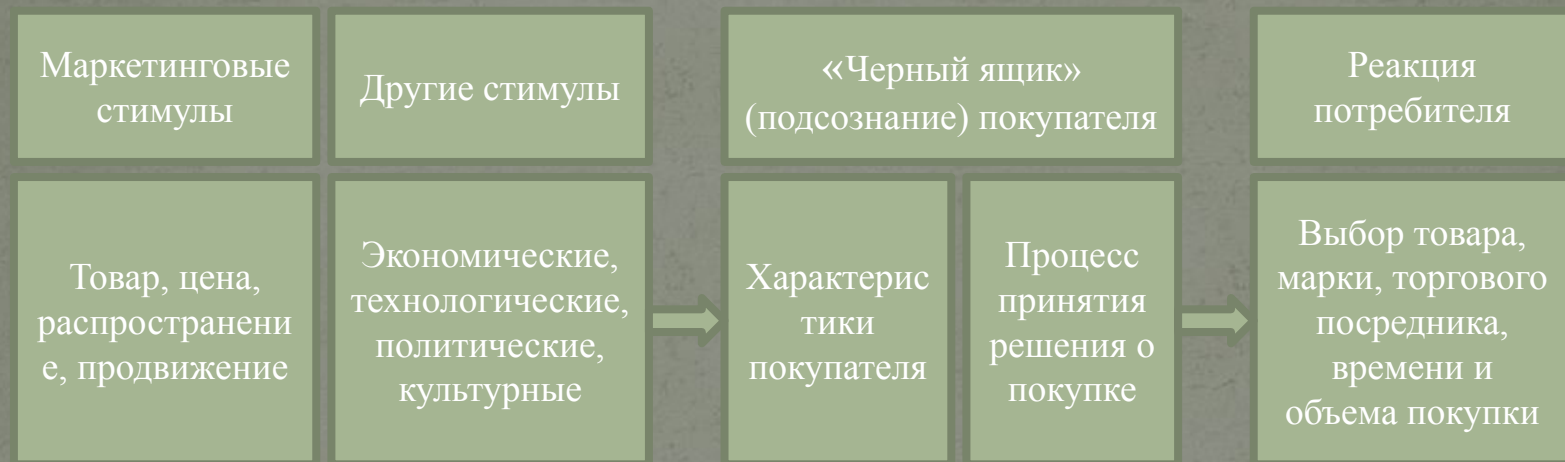 Маркетинговые
стимулы
Другие стимулы
«Черный ящик»
(подсознание) покупателя
Реакция
потребителя
Товар, цена,
распространени
е, продвижение
Экономические,
технологические,
политические,
культурные
Характерис
тики
покупателя
Процесс
принятия
решения о
покупке
Выбор товара,
марки, торгового
посредника,
времени и
объема покупки